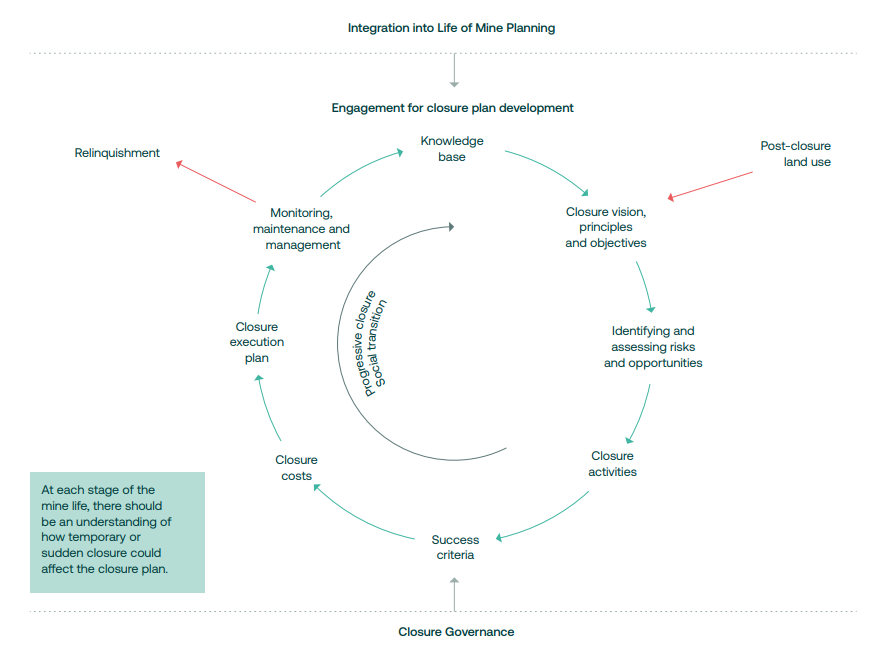 Integration into Life of Mine Planning
Engagement for closure plan development
Knowledge
base
Relinquishment
Post-closure
land use
Monitoring,
maintenance and
management
Closure vision,
principles
and objectives
Progressive closure
Social transition
Closure
execution
plan
Identifying and
assessing risks
and opportunities
Closure
costs
Closure
activities
At each stage of the
mine life, there should
be an understanding of
how temporary or
sudden closure could
affect the closure plan.
Success
criteria
Closure Governance